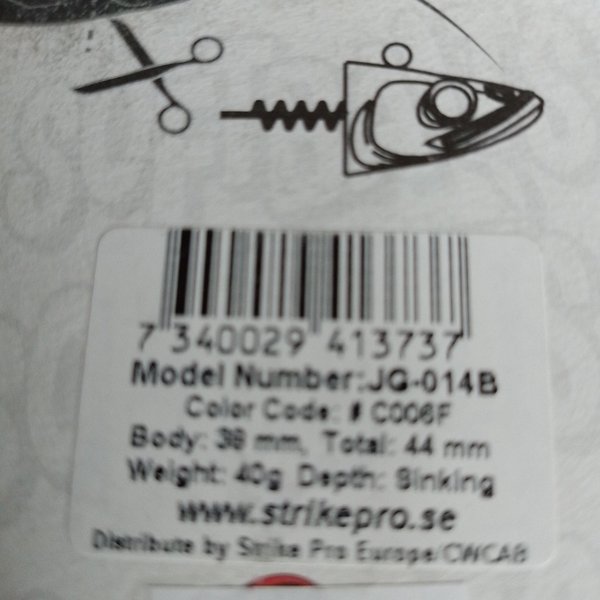 7 340029 413737
Model Number:JG-014B
Color Code: # C006F
Body: 38 mm, Total: 44 mm
Weight: 40g Depth: Sinking
www.strikepro.se
Distribute by Strike Pro Europe/CWCAB